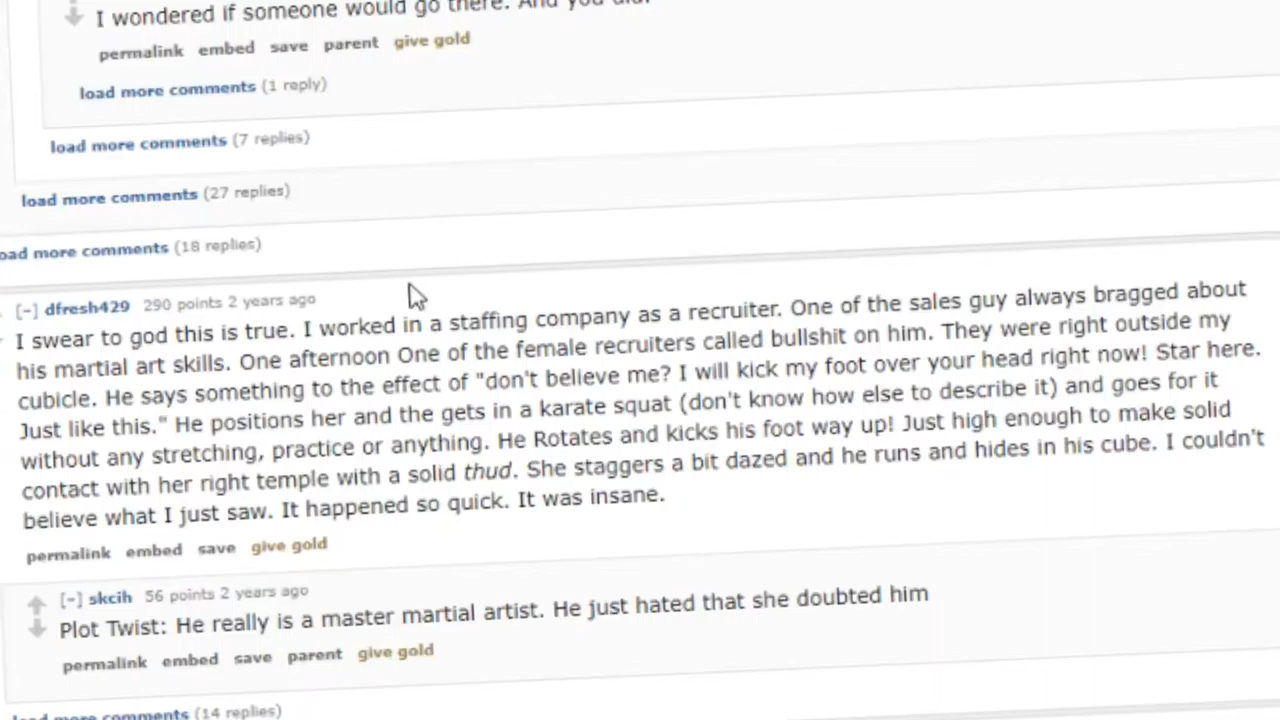 I wondered if someone would go there. And you did.
permalink embed save parent give gold
load more comments (1 reply)
load more comments (7 replies)
load more comments (27 replies)
oad more comments (18 replies)
[-] dfresh429 290 points 2 years ago
I swear to god this is true. I worked in a staffing company as a recruiter. One of the sales guy always bragged about
his martial art skills. One afternoon One of the female recruiters called bullshit on him. They were right outside my
cubicle. He says something to the effect of "don't believe me? I will kick my foot over your head right now! Star here.
Just like this." He positions her and the gets in a karate squat (don't know how else to describe it) and goes for it
without any stretching, practice or anything. He Rotates and kicks his foot way up! Just high enough to make solid
contact with her right temple with a solid thud. She staggers a bit dazed and he runs and hides in his cube. I couldn't
believe what I just saw. It happened so quick. It was insane.
permalink embed save give gold
[-] skcih 56 points 2 years ago
Plot Twist: He really is a master martial artist. He just hated that she doubted him
permalink embed save parent give gold
load more comments (14 replies)